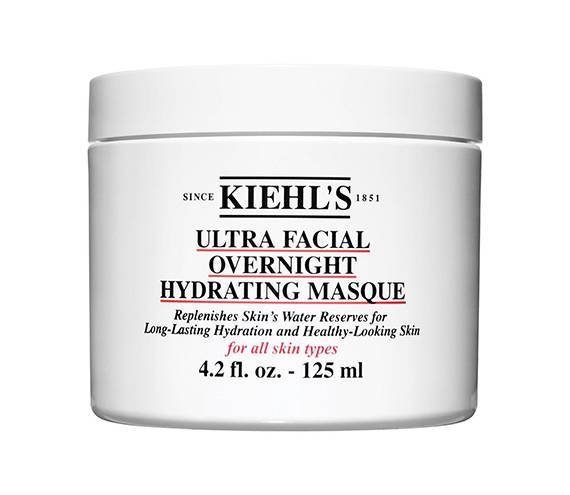 SINCE KIEHL'S 1851
ULTRA FACIAL
OVERNIGHT
HYDRATING MASQUE
Replenishes Skin's Water Reserves for
Long-Lasting Hydration and Healthy-Looking Skin
for all skin types
4.2 fl. oz. - 125 ml